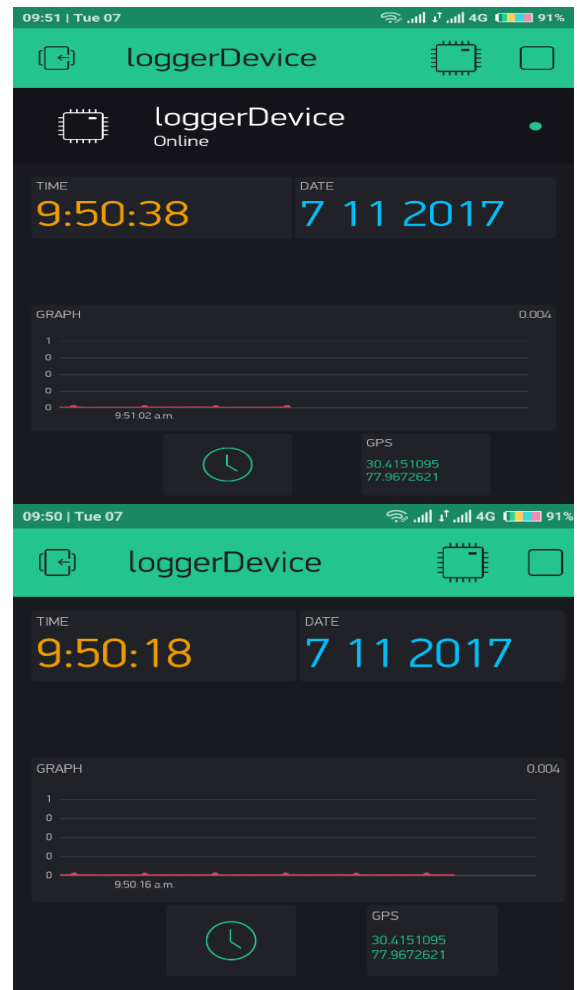 09:51 | Tue 07 4G 91%
loggerDevice
loggerDevice
Online
TIME DATE
9:50:38 7 11 2017
GRAPH 0.004
1
0
0
0
0
9:51:02 a.m.
GPS
30.4151095
77.9672621
09:50 | Tue 07 4G 91%
loggerDevice
TIME DATE
9:50:18 7 11 2017
GRAPH 0.004
1
0
0
0
0
9:50:16 a.m.
GPS
30.4151095
77.9672621